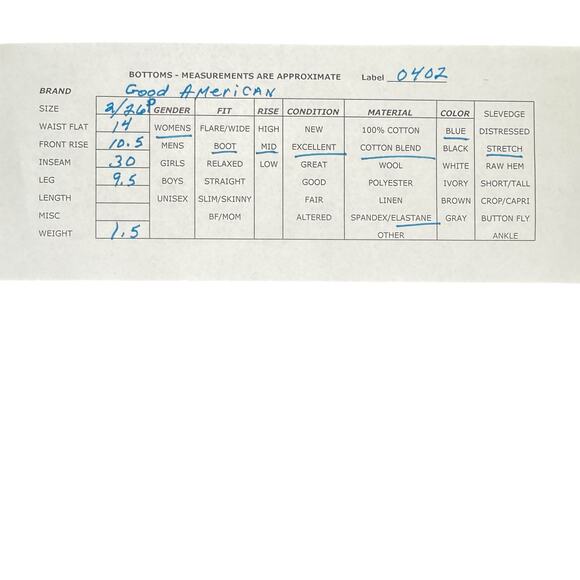 BOTTOMS - MEASUREMENTS ARE APPROXIMATE Label 0402
BRAND Good American
SIZE 2/26P GENDER FIT RISE CONDITION MATERIAL COLOR SLEVEDGE
WAIST FLAT 14 WOMENS FLARE/WIDE HIGH NEW 100% COTTON BLUE DISTRESSED
FRONT RISE 10.5 MENS BOOT MID EXCELLENT COTTON BLEND BLACK STRETCH
INSEAM 30 GIRLS RELAXED LOW GREAT WOOL WHITE RAW HEM
LEG 9.5 BOYS STRAIGHT GOOD POLYESTER IVORY SHORT/TALL
LENGTH UNISEX SLIM/SKINNY FAIR LINEN BROWN CROP/CAPRI
MISC BF/MOM ALTERED SPANDEX/ELASTANE GRAY BUTTON FLY
WEIGHT 1.5 OTHER ANKLE